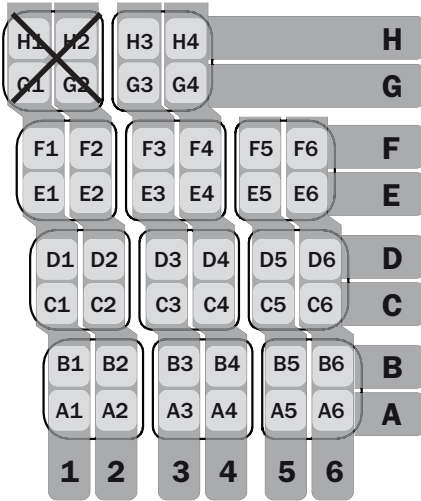 H1 H2 H3 H4 H
G1 G2 G3 G4 G
F1 F2 F3 F4 F5 F6 F
E1 E2 E3 E4 E5 E6 E
D1 D2 D3 D4 D5 D6 D
C1 C2 C3 C4 C5 C6 C
B1 B2 B3 B4 B5 B6 B
A1 A2 A3 A4 A5 A6 A
1 2 3 4 5 6